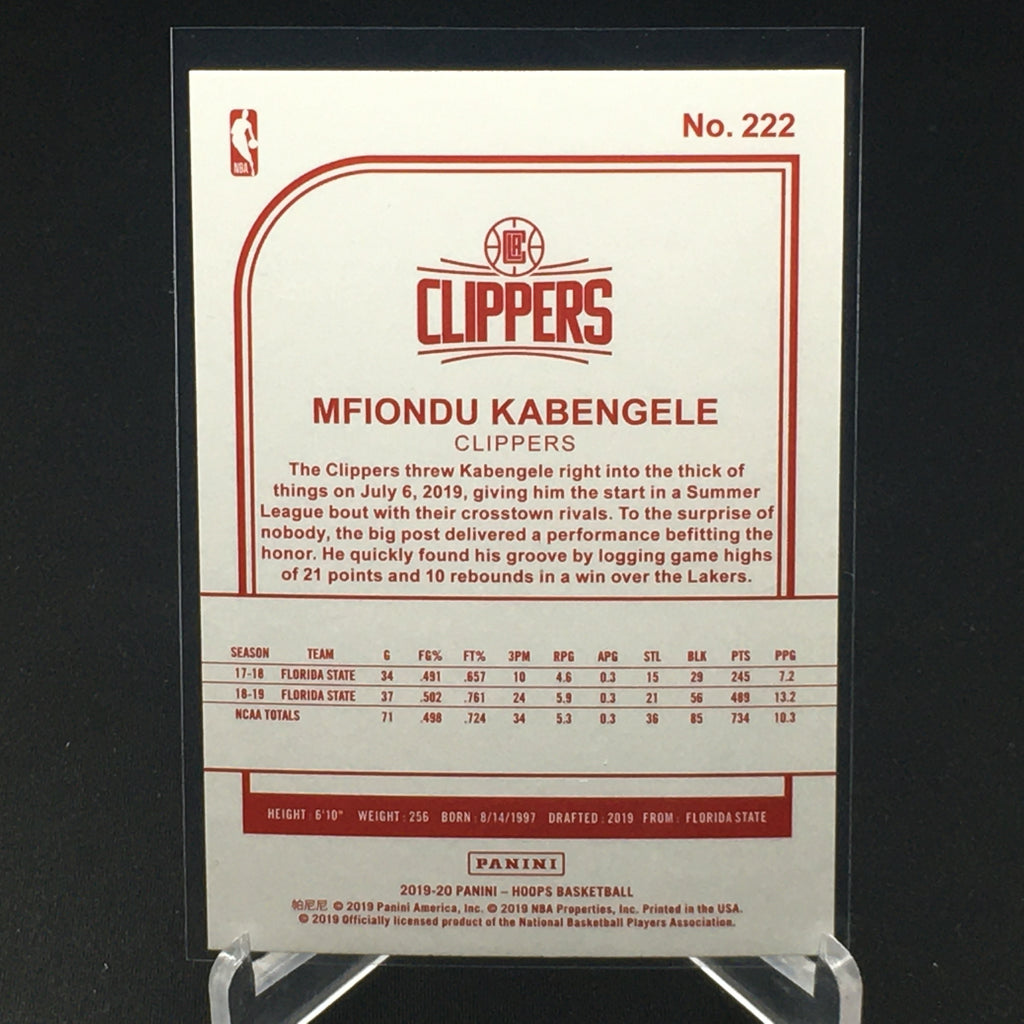 No. 222
NBA
LAC
CLIPPERS
MFIONDU KABENGELE
CLIPPERS
The Clippers threw Kabengele right into the thick of
things on July 6, 2019, giving him the start in a Summer
League bout with their crosstown rivals. To the surprise of
nobody, the big post delivered a performance befitting the
honor. He quickly found his groove by logging game highs
of 21 points and 10 rebounds in a win over the Lakers.
SEASON TEAM G FG% FT% 3PM RPG APG STL BLK PTS PPG
17-18 FLORIDA STATE 34 .491 .657 10 4.6 0.3 15 29 245 7.2
18-19 FLORIDA STATE 37 .502 .761 24 5.9 0.3 21 56 489 13.2
NCAA TOTALS 71 .498 .724 34 5.3 0.3 36 85 734 10.3
HEIGHT : 6'10" WEIGHT : 256 BORN : 8/14/1997 DRAFTED : 2019 FROM : FLORIDA STATE
PANINI
2019-20 PANINI – HOOPS BASKETBALL
帕尼尼 © 2019 Panini America, Inc. © 2019 NBA Properties, Inc. Printed in the USA.
© 2019 Officially licensed product of the National Basketball Players Association.